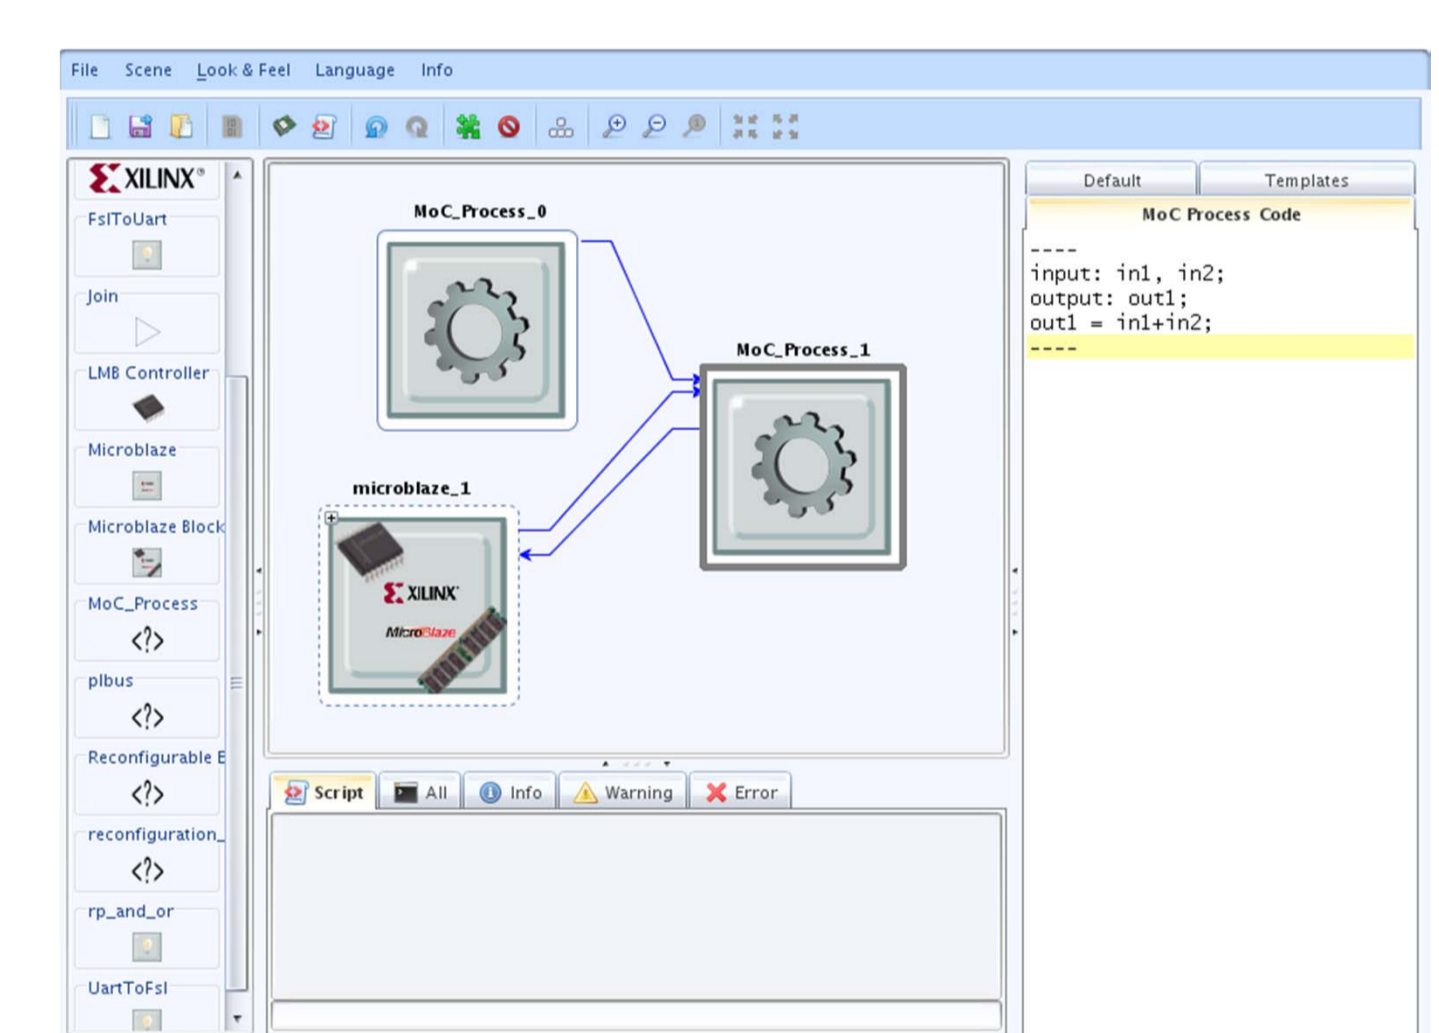 File Scene Look & Feel Language Info
XILINX®
FslToUart
Join
LMB Controller
Microblaze
Microblaze Block
MoC_Process
<?>
plbus
<?>
Reconfigurable E
<?>
reconfiguration_
<?>
rp_and_or
UartToFsl
MoC_Process_0
MoC_Process_1
microblaze_1
XILINX
MicroBlaze
Script All Info Warning Error
Default Templates
MoC Process Code
----
input: in1, in2;
output: out1;
out1 = in1+in2;
----